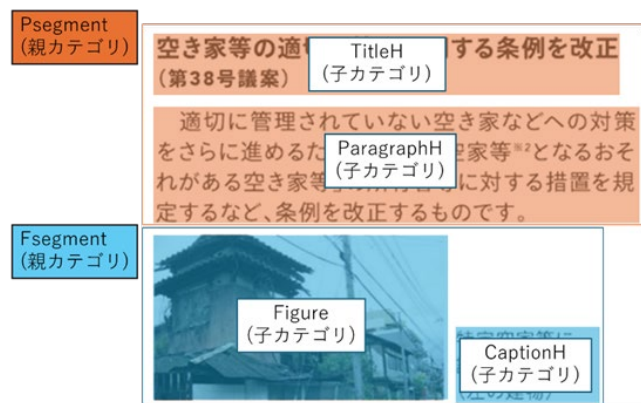 Psegment
(親カテゴリ)
空き家等の適
する条例を改正
(第38号議案)
TitleH
(子カテゴリ)
適切に管理されていない空き家などへの対策
をさらに進めるた
空家等※2となるおそ
れがある空き家等
に対する措置を規
定するなど、条例を改正するものです。
ParagraphH
(子カテゴリ)
Fsegment
(親カテゴリ)
Figure
(子カテゴリ)
CaptionH
(子カテゴリ)